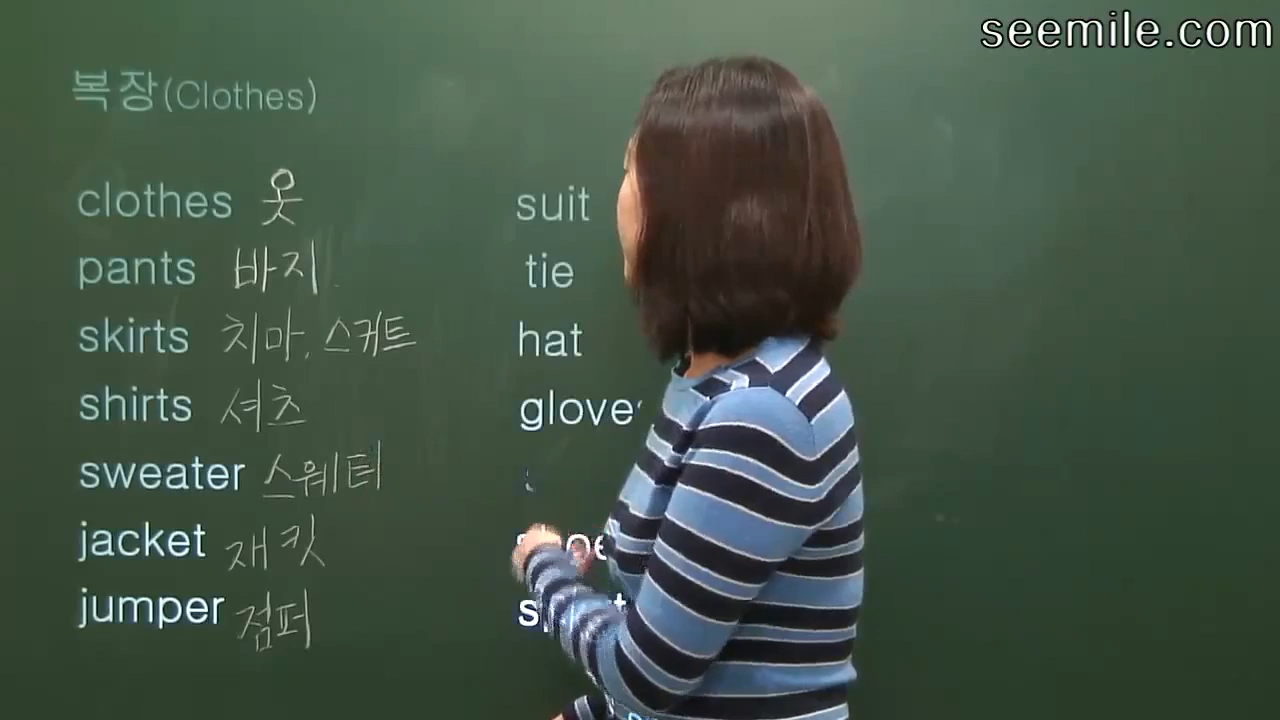 seemile.com
복장(Clothes)
clothes 옷
pants 바지
skirts 치마, 스커트
shirts 셔츠
sweater 스웨터
jacket 재킷
jumper 점퍼
suit
tie
hat